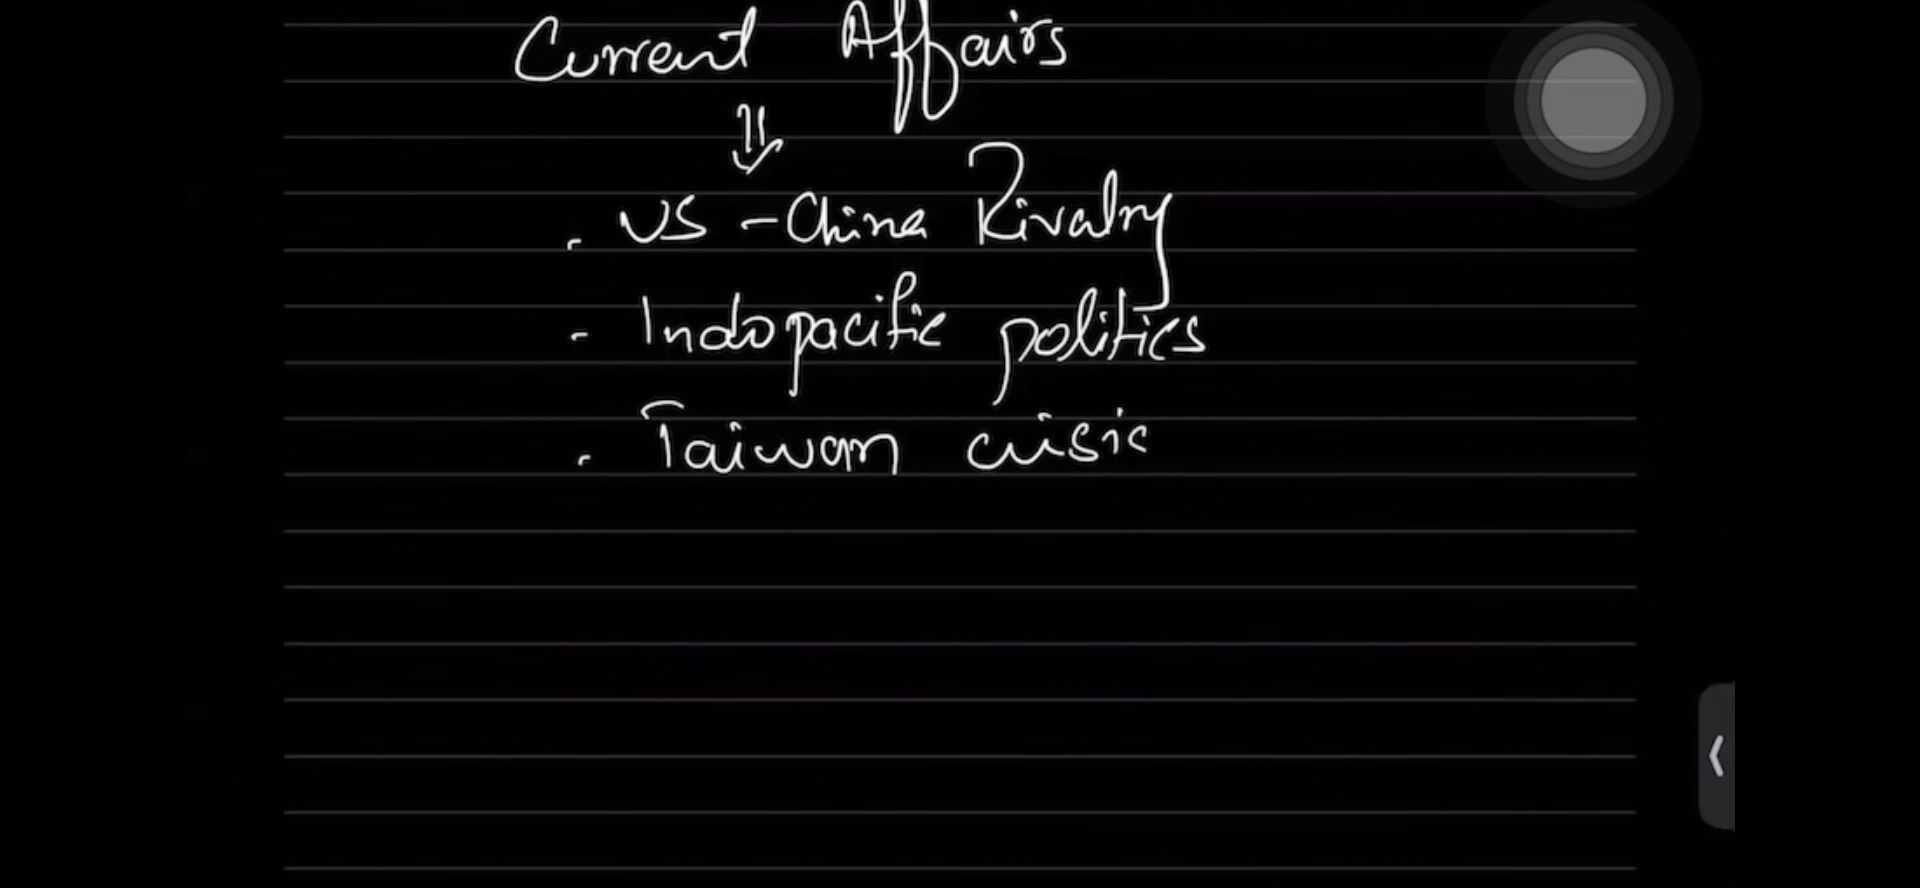 Current Affairs
⇓
. US - China Rivalry
- Indopacific politics
. Taiwan crisis